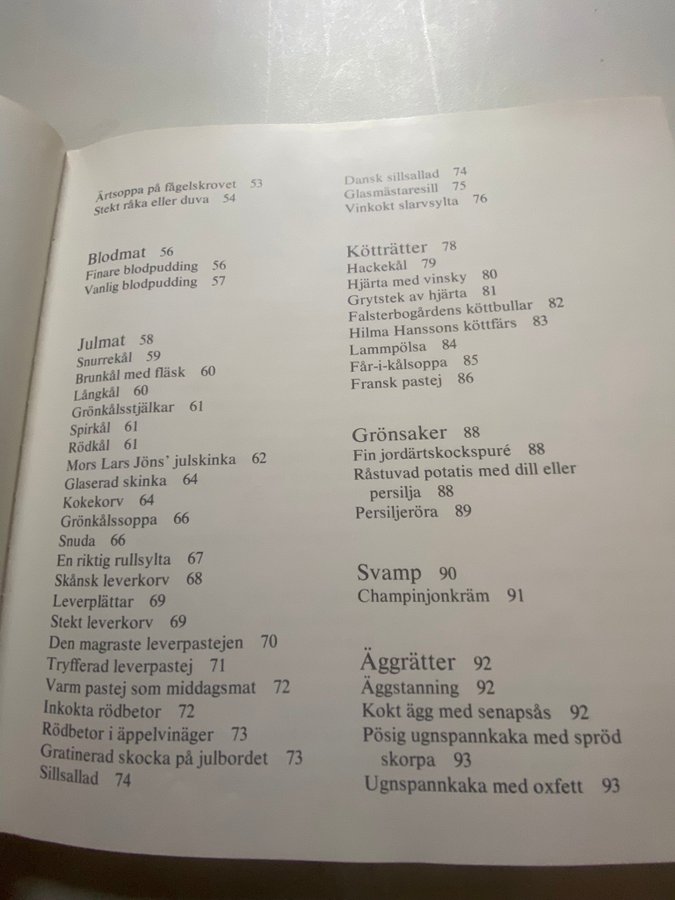 Ärtsoppa på fågelskrovet 53
Stekt råka eller duva 54
Blodmat 56
Finare blodpudding 56
Vanlig blodpudding 57
Julmat 58
Snurrekål 59
Brunkål med fläsk 60
Långkål 60
Grönkålsstjälkar 61
Spirkål 61
Rödkål 61
Mors Lars Jöns' julskinka 62
Glaserad skinka 64
Kokekorv 64
Grönkålssoppa 66
Snuda 66
En riktig rullsylta 67
Skånsk leverkorv 68
Leverplättar 69
Stekt leverkorv 69
Den magraste leverpastejen 70
Tryfferad leverpastej 71
Varm pastej som middagsmat 72
Inkokta rödbetor 72
Rödbetor i äppelvinäger 73
Gratinerad skocka på julbordet 73
Sillsallad 74
Dansk sillsallad 74
Glasmästaresill 75
Vinkokt slarvsylta 76
Kötträtter 78
Hackekål 79
Hjärta med vinsky 80
Grytstek av hjärta 81
Falsterbogårdens köttbullar 82
Hilma Hanssons köttfärs 83
Lammpölsa 84
Får-i-kålsoppa 85
Fransk pastej 86
Grönsaker 88
Fin jordärtskockspuré 88
Råstuvad potatis med dill eller
persilja 88
Persiljeröra 89
Svamp 90
Champinjonkräm 91
Äggrätter 92
Äggstanning 92
Kokt ägg med senapsås 92
Pösig ugnspannkaka med spröd
skorpa 93
Ugnspannkaka med oxfett 93